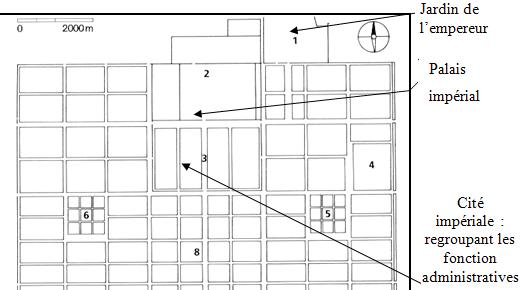 Jardin de
l'empereur
0 2000m
1
2
Palais
impérial
3
4
Cité
impériale :
regroupant les
fonction
administratives
6
5
8